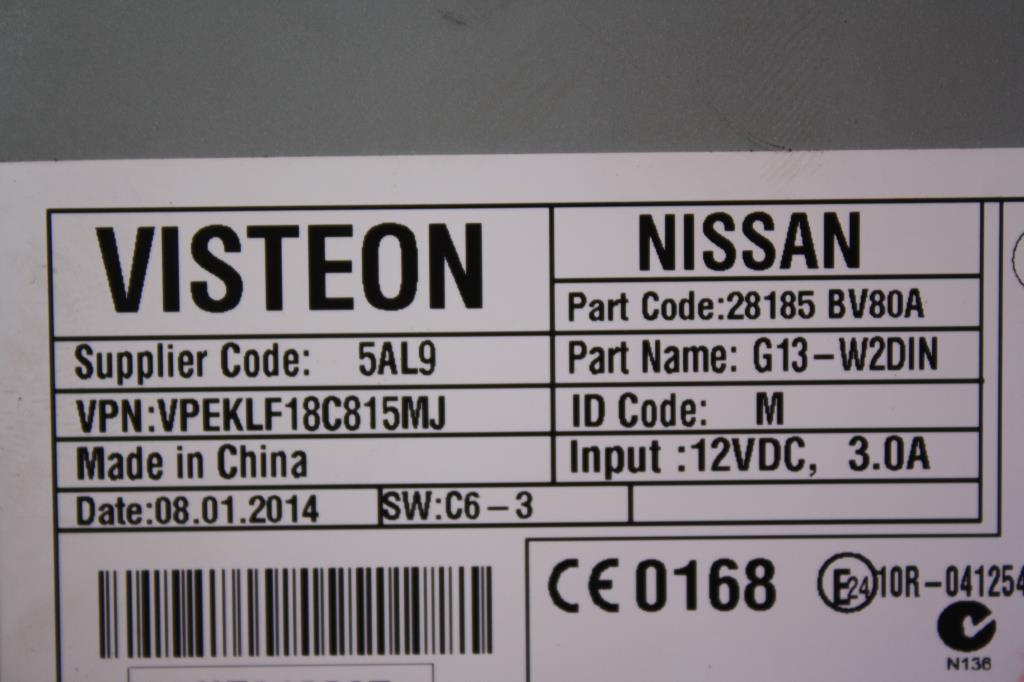 VISTEON
NISSAN
Part Code:28185 BV80A
Supplier Code: 5AL9
Part Name: G13-W2DIN
VPN:VPEKLF18C815MJ
ID Code: M
Made in China
Input :12VDC, 3.0A
Date:08.01.2014
SW:C6-3
CE 0168
E24 10R-041254
N136